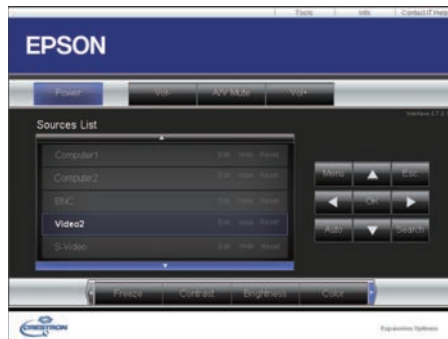 Tools Info Contact IT Help
EPSON
Power Vol- A/V Mute Vol+
Sources List
Computer1 Edit Hide Reset
Computer2 Edit Hide Reset
BNC Edit Hide Reset
Video2 Edit Hide Reset
S-Video Edit Hide Reset
Menu Esc
OK
Auto Search
Freeze Contrast Brightness Color
CRESTRON Expansion Options